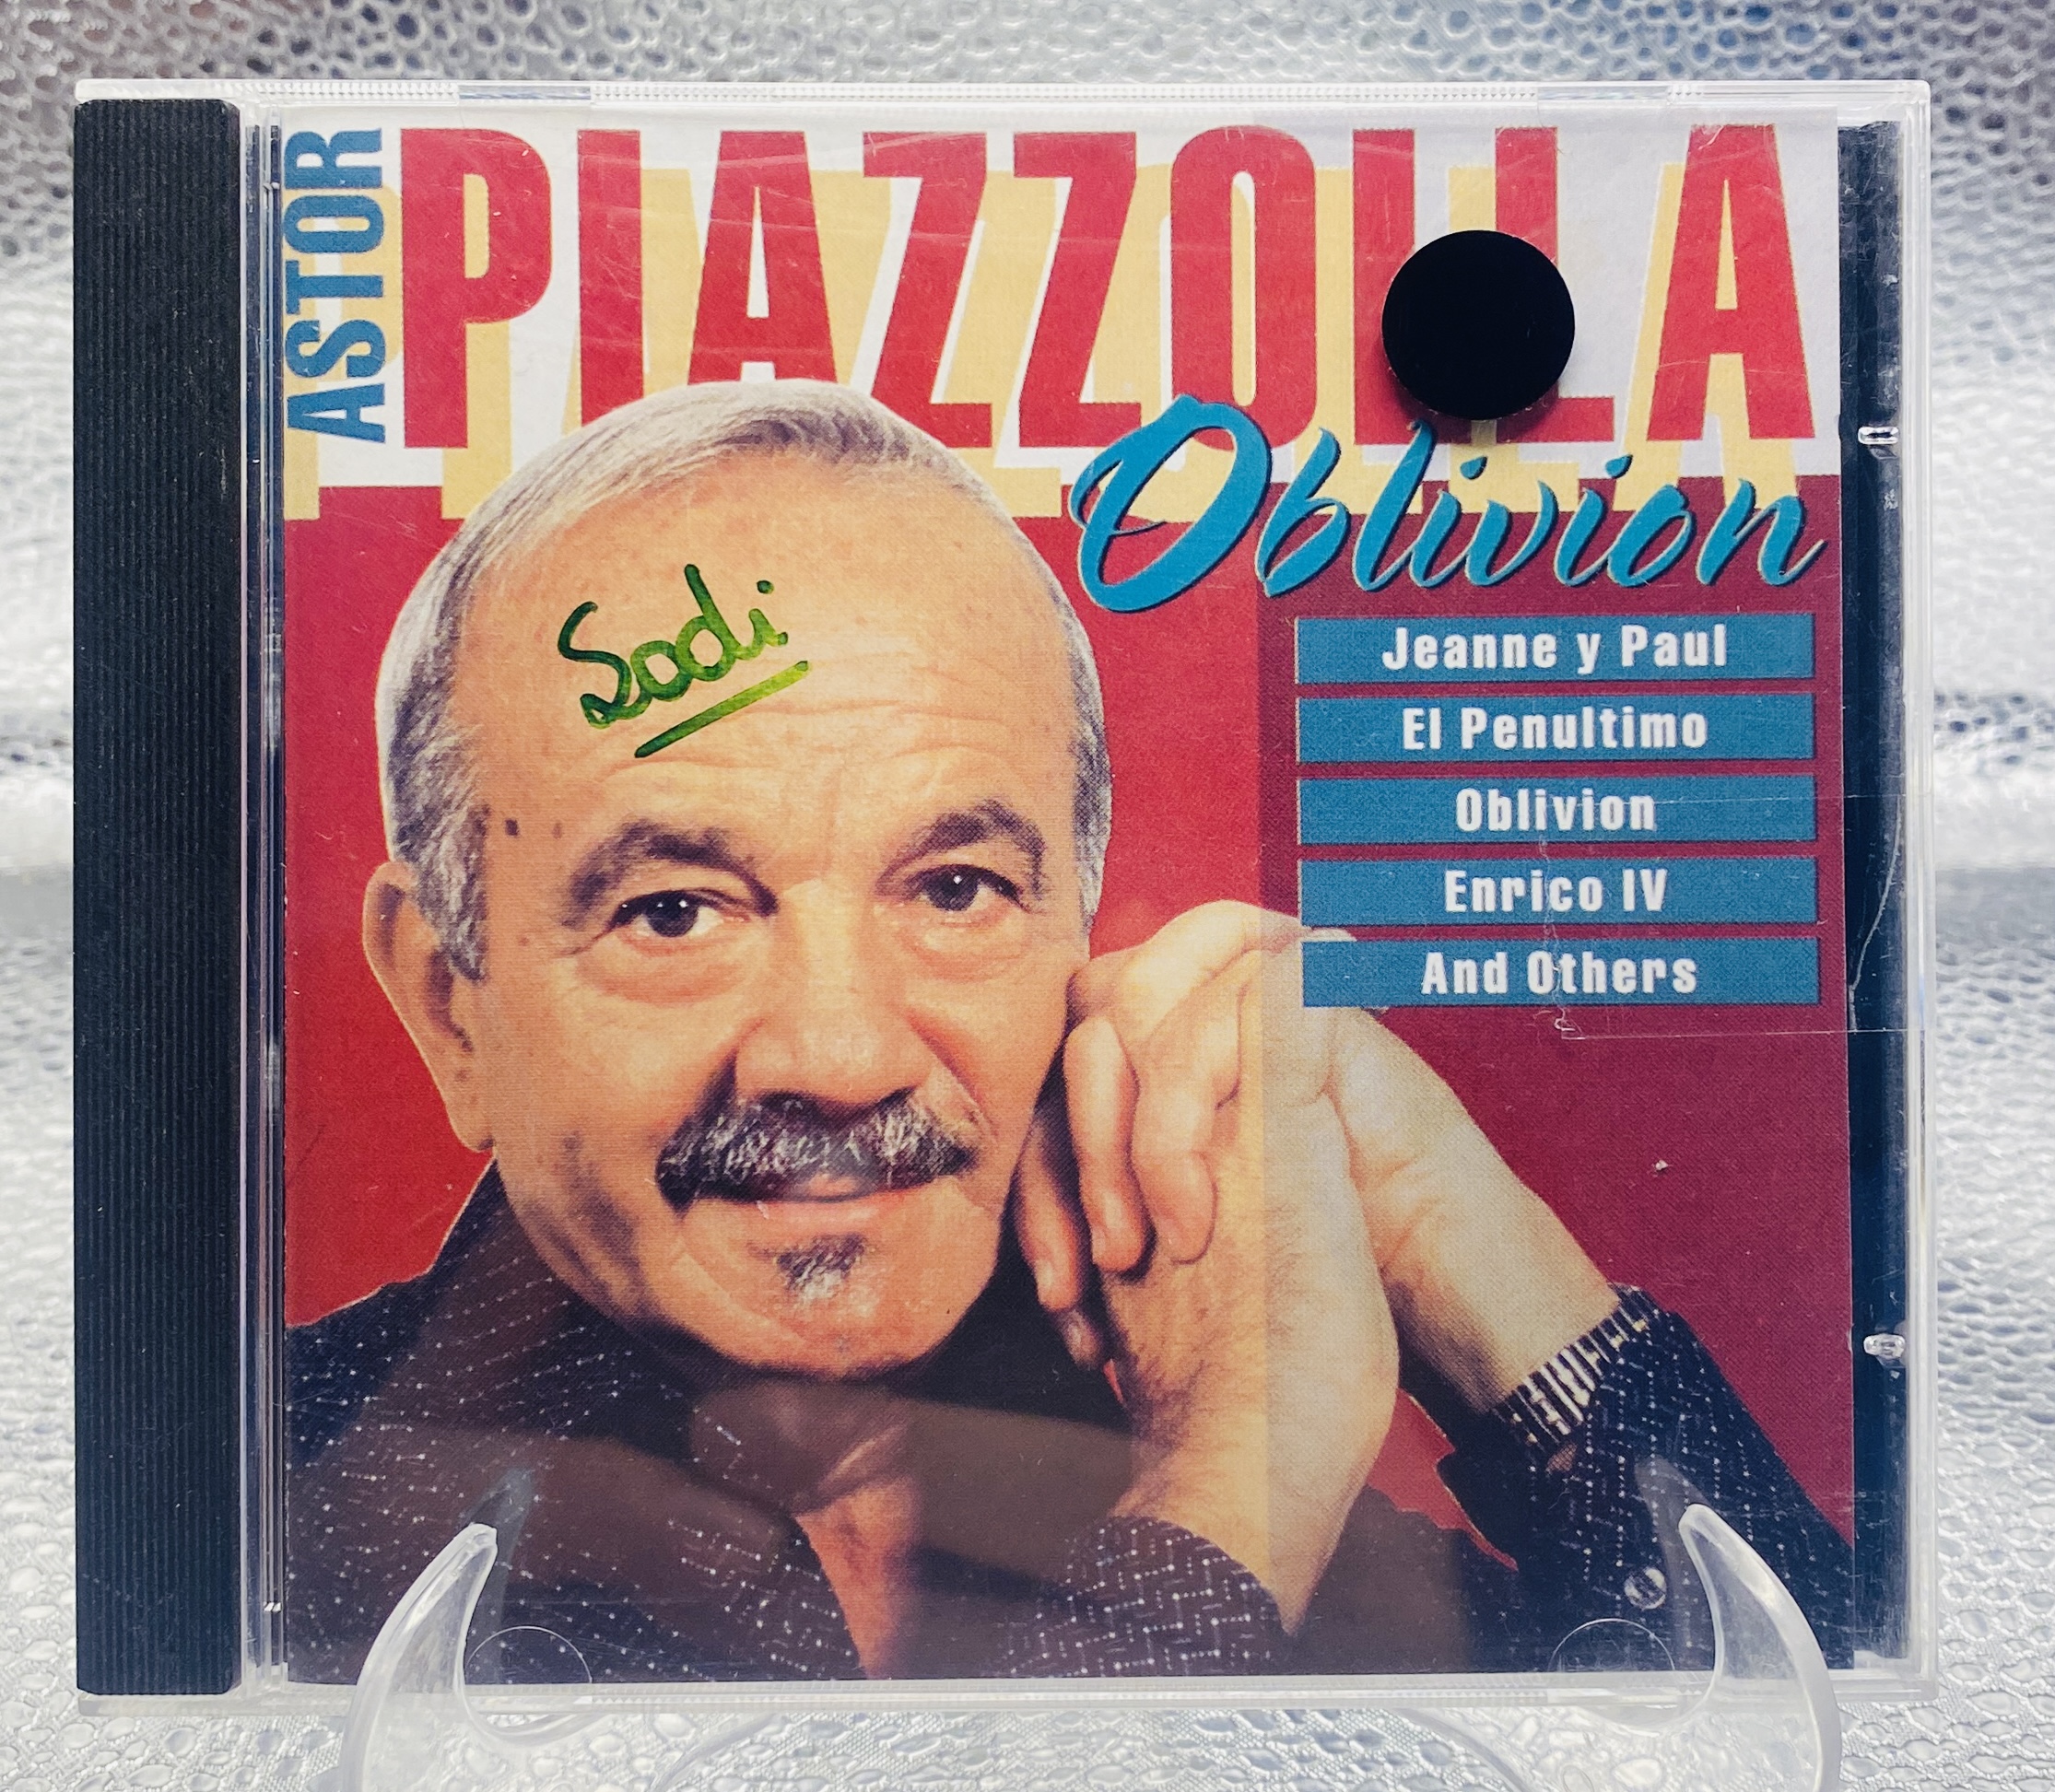 ASTOR
PIAZZOLLA
Oblivion
Sodi
Jeanne y Paul
El Penultimo
Oblivion
Enrico IV
And Others